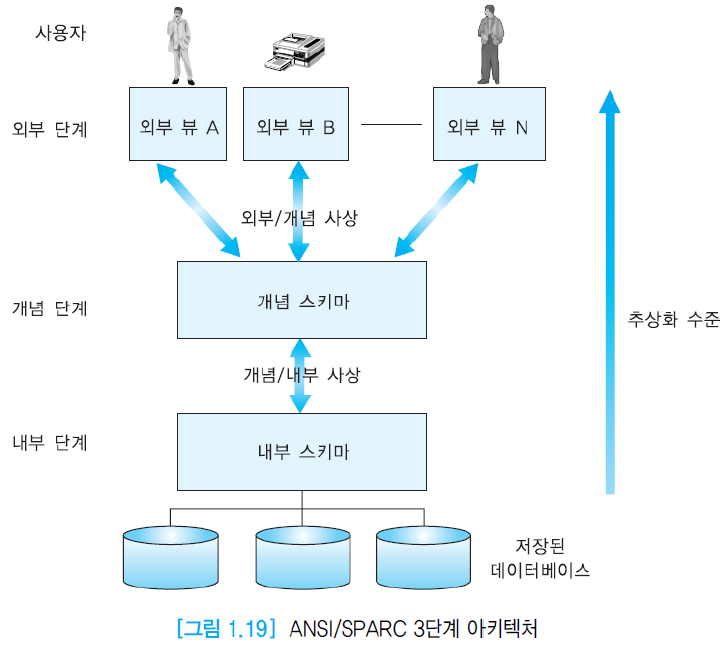 사용자
외부 단계
외부 뷰 A
외부 뷰 B
외부 뷰 N
외부/개념 사상
개념 단계
개념 스키마
추상화 수준
개념/내부 사상
내부 단계
내부 스키마
저장된
데이터베이스
[그림 1.19] ANSI/SPARC 3단계 아키텍처